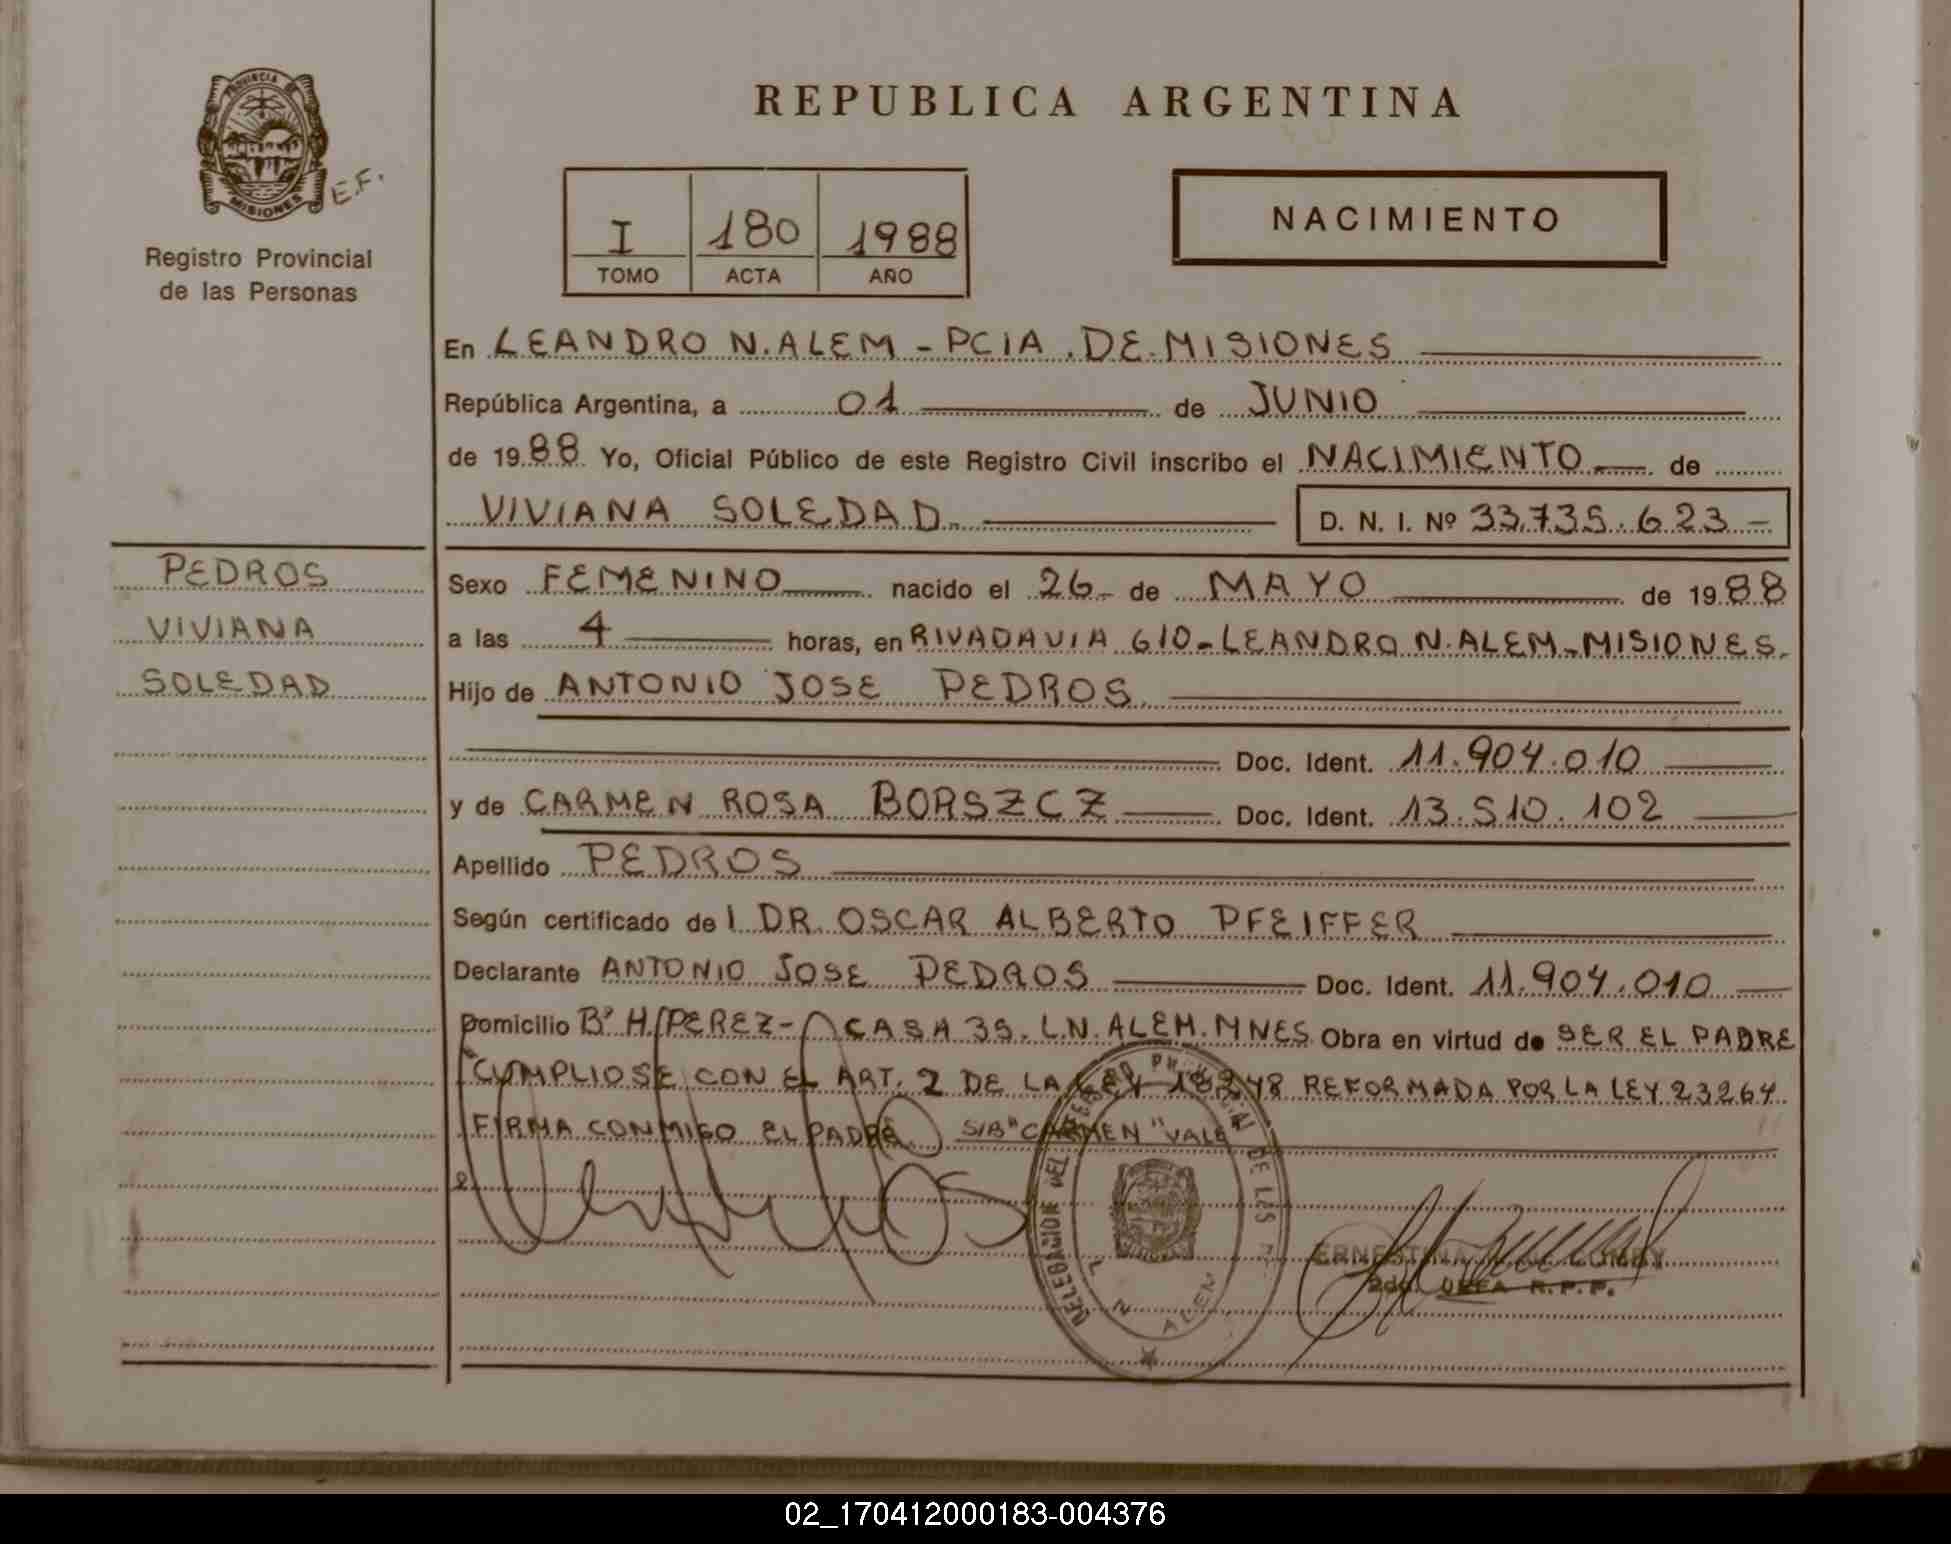 PROVINCIA
MISIONES
E.F.
Registro Provincial
de las Personas
REPUBLICA ARGENTINA
I 180 1988
TOMO ACTA AÑO
NACIMIENTO
En LEANDRO N. ALEM - PCIA. DE MISIONES
República Argentina, a 01 de JUNIO
de 1988 Yo, Oficial Público de este Registro Civil inscribo el NACIMIENTO de
VIVIANA SOLEDAD D. N. I. Nº 33.735.623 -
PEDROS
VIVIANA
SOLEDAD
Sexo FEMENINO nacido el 26 de MAYO de 1988
a las 4 horas, en RIVADAVIA 610-LEANDRO N. ALEM-MISIONES.
Hijo de ANTONIO JOSE PEDROS
Doc. Ident. 11.904.010
y de CARMEN ROSA BORSZCZ Doc. Ident. 13.510.102
Apellido PEDROS
Según certificado de l DR. OSCAR ALBERTO PFEIFFER
Declarante ANTONIO JOSE PEDROS Doc. Ident. 11.904.010
Domicilio Bº H. PEREZ - CASA 35. L.N. ALEM. MNES Obra en virtud de SER EL PADRE
CUMPLIOSE CON EL ART. 2 DE LA LEY 18248 REFORMADA POR LA LEY 23264
FIRMA CONMIGO EL PADRE. S/B "CARMEN" VALE
DE LAS
L N ALEM
ERNESTINA
2do. JEFA R.P.P.
02_170412000183-004376